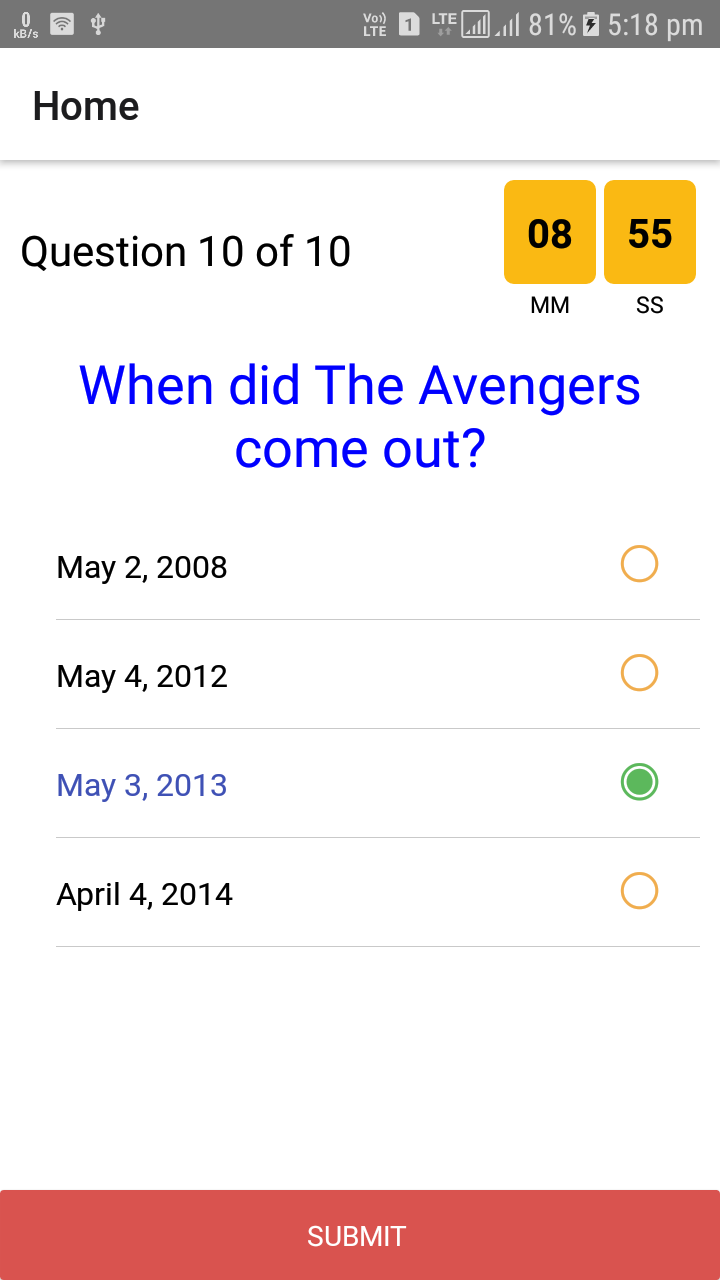 0 kB/s Vo)) LTE 1 LTE 81% 5:18 pm
Home
Question 10 of 10
08 55
MM SS
When did The Avengers
come out?
May 2, 2008
May 4, 2012
May 3, 2013
April 4, 2014
SUBMIT